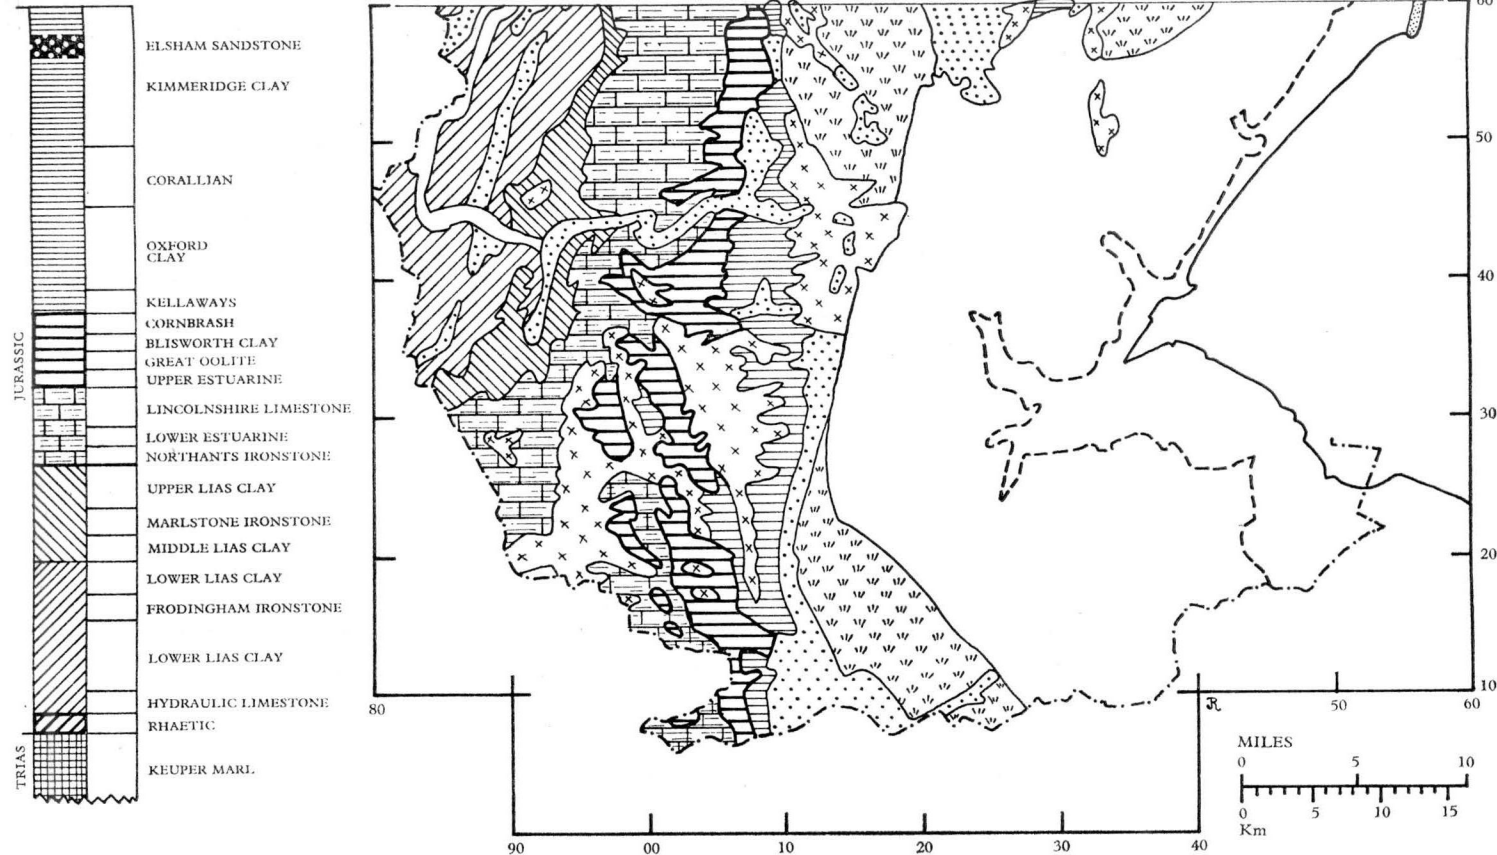 ELSHAM SANDSTONE
KIMMERIDGE CLAY
CORALLIAN
OXFORD
CLAY
KELLAWAYS
CORNBRASH
BLISWORTH CLAY
GREAT OOLITE
UPPER ESTUARINE
LINCOLNSHIRE LIMESTONE
LOWER ESTUARINE
NORTHANTS IRONSTONE
UPPER LIAS CLAY
MARLSTONE IRONSTONE
MIDDLE LIAS CLAY
LOWER LIAS CLAY
FRODINGHAM IRONSTONE
LOWER LIAS CLAY
HYDRAULIC LIMESTONE
RHAETIC
KEUPER MARL
JURASSIC
TRIAS
60
50
40
30
20
10
80
50
60
90
00
10
20
30
40
MILES
0 5 10
0 5 10 15
Km